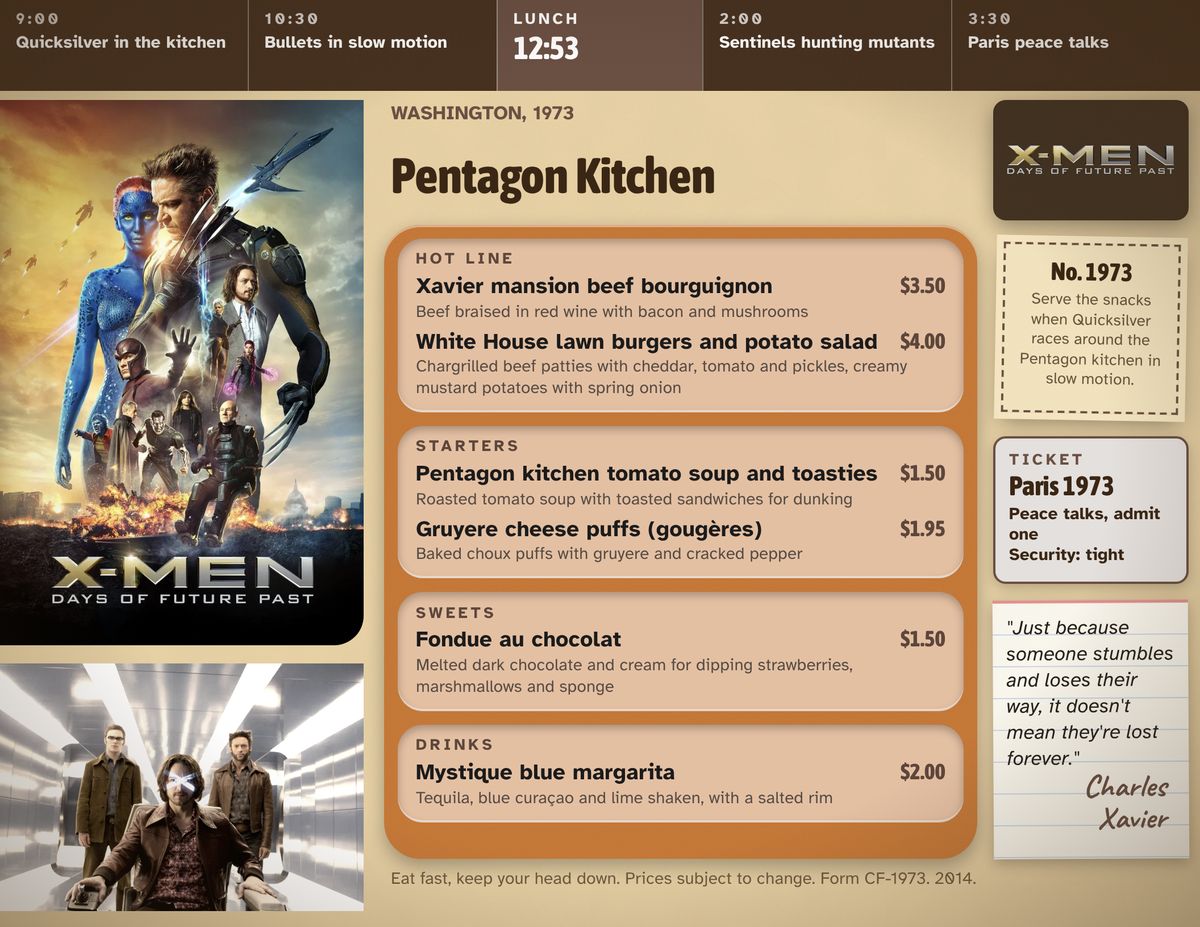 9:00
Quicksilver in the kitchen
10:30
Bullets in slow motion
LUNCH
12:53
2:00
Sentinels hunting mutants
3:30
Paris peace talks
X-MEN
DAYS OF FUTURE PAST
WASHINGTON, 1973
Pentagon Kitchen
HOT LINE
Xavier mansion beef bourguignon $3.50
Beef braised in red wine with bacon and mushrooms
White House lawn burgers and potato salad $4.00
Chargrilled beef patties with cheddar, tomato and pickles, creamy
mustard potatoes with spring onion
STARTERS
Pentagon kitchen tomato soup and toasties $1.50
Roasted tomato soup with toasted sandwiches for dunking
Gruyere cheese puffs (gougères) $1.95
Baked choux puffs with gruyere and cracked pepper
SWEETS
Fondue au chocolat $1.50
Melted dark chocolate and cream for dipping strawberries,
marshmallows and sponge
DRINKS
Mystique blue margarita $2.00
Tequila, blue curaçao and lime shaken, with a salted rim
Eat fast, keep your head down. Prices subject to change. Form CF-1973. 2014.
X-MEN
DAYS OF FUTURE PAST
No. 1973
Serve the snacks
when Quicksilver
races around the
Pentagon kitchen in
slow motion.
TICKET
Paris 1973
Peace talks, admit
one
Security: tight
"Just because
someone stumbles
and loses their
way, it doesn't
mean they're lost
forever."
Charles
Xavier